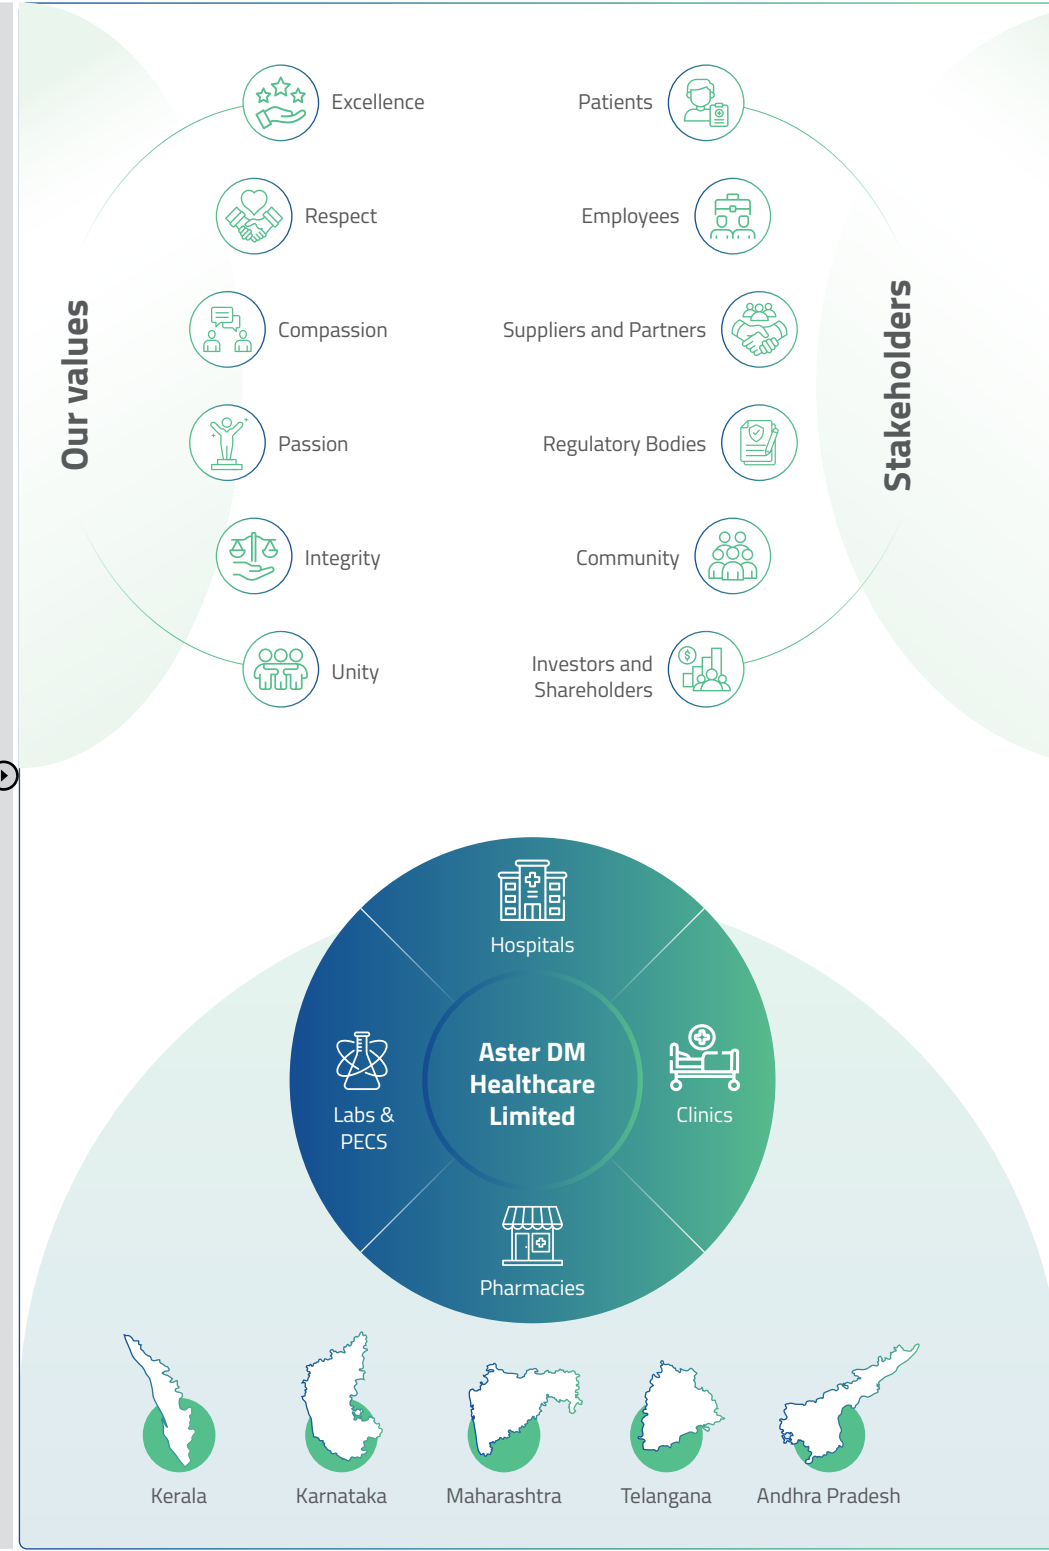 Our values
Excellence
Respect
Compassion
Passion
Integrity
Unity
Stakeholders
Patients
Employees
Suppliers and Partners
Regulatory Bodies
Community
Investors and
Shareholders
Hospitals
Aster DM
Healthcare
Limited
Labs &
PECS
Clinics
Pharmacies
Kerala
Karnataka
Maharashtra
Telangana
Andhra Pradesh